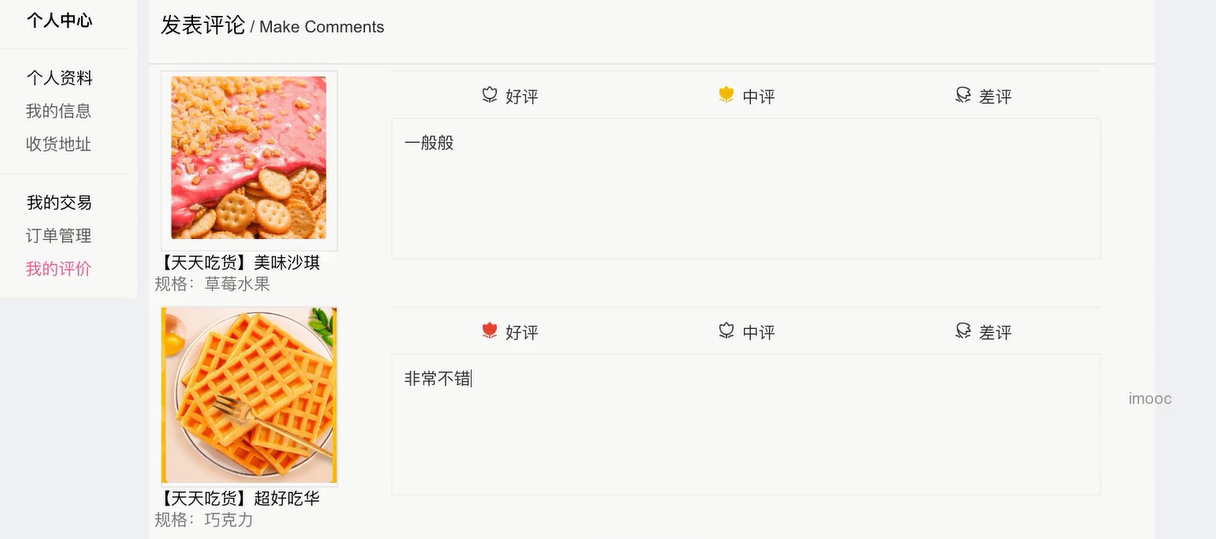 个人中心
个人资料
我的信息
收货地址
我的交易
订单管理
我的评价
发表评论 / Make Comments
好评 中评 差评
一般般
【天天吃货】美味沙琪
规格：草莓水果
好评 中评 差评
非常不错
【天天吃货】超好吃华
规格：巧克力
imooc